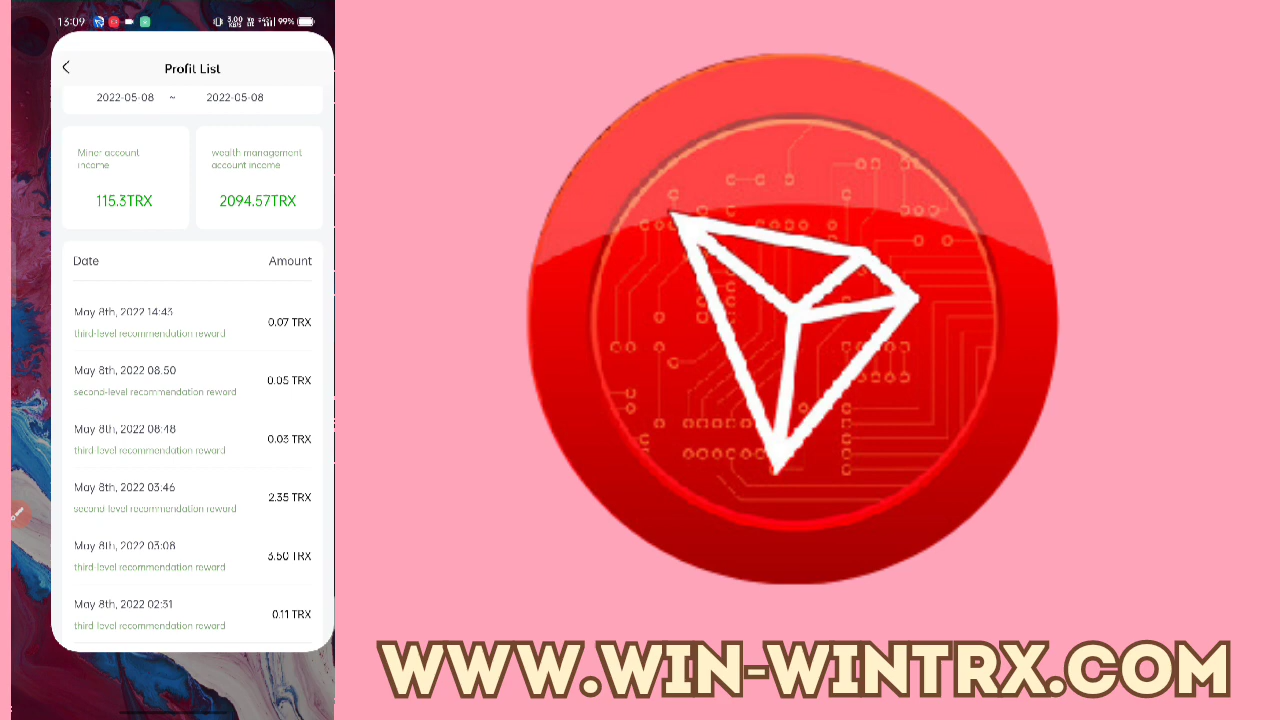 13:09
3.00 KB/S
99%
Profit List
2022-05-08 ~ 2022-05-08
Miner account
income
115.3TRX
wealth management
account income
2094.57TRX
Date Amount
May 8th, 2022 14:43
third-level recommendation reward
0.07 TRX
May 8th, 2022 08:50
second-level recommendation reward
0.05 TRX
May 8th, 2022 08:48
third-level recommendation reward
0.03 TRX
May 8th, 2022 03:46
second-level recommendation reward
2.35 TRX
May 8th, 2022 03:08
third-level recommendation reward
3.50 TRX
May 8th, 2022 02:31
third-level recommendation reward
0.11 TRX
WWW.WIN-WINTRX.COM